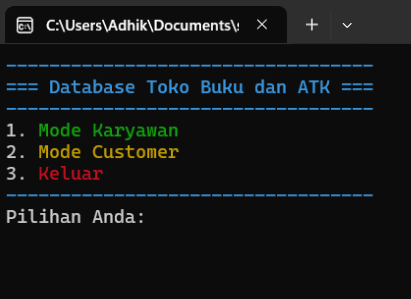 C:\Users\Adhik\Documents\s
----------------------------------
=== Database Toko Buku dan ATK ===
----------------------------------
1. Mode Karyawan
2. Mode Customer
3. Keluar
----------------------------------
Pilihan Anda: